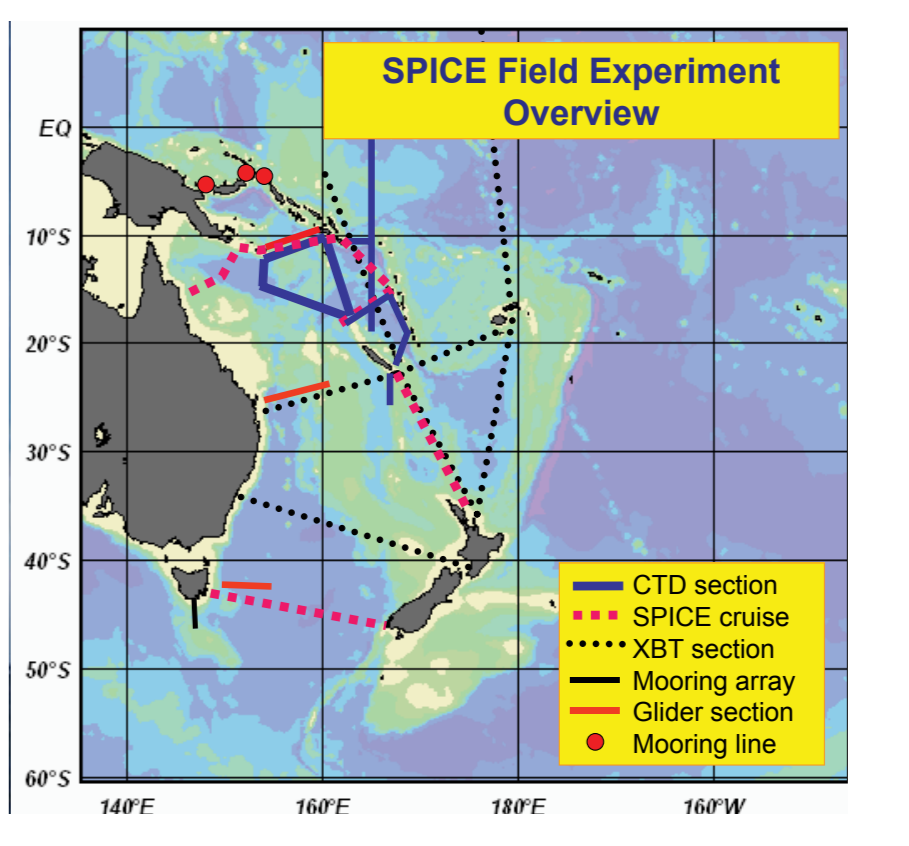 SPICE Field Experiment
Overview
EQ
10°S
20°S
30°S
40°S
50°S
60°S
140°E
160°E
180°E
160°W
CTD section
SPICE cruise
XBT section
Mooring array
Glider section
Mooring line